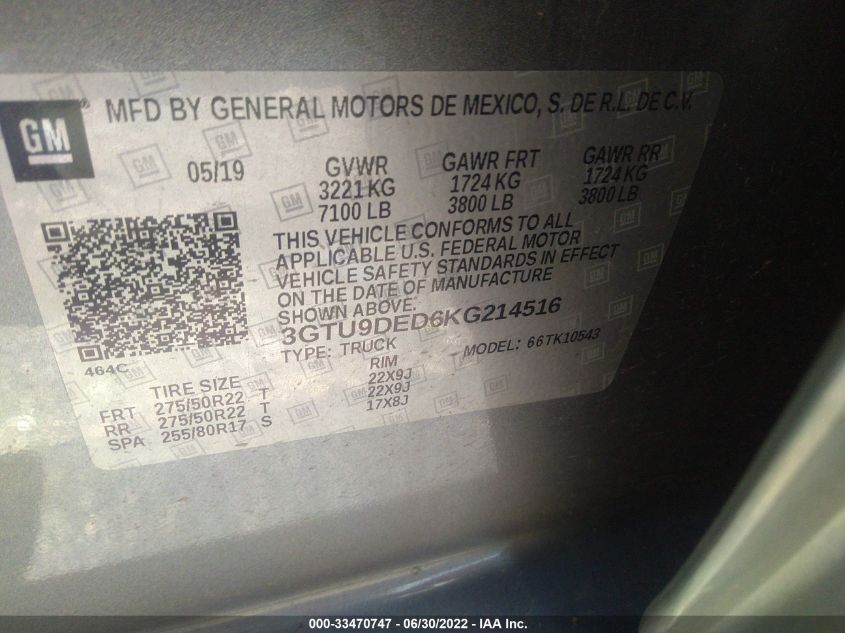 GM
® MFD BY GENERAL MOTORS DE MEXICO, S. DE R.L. DE C.V.
05/19
GVWR
3221 KG
7100 LB
GAWR FRT
1724 KG
3800 LB
GAWR RR
1724 KG
3800 LB
THIS VEHICLE CONFORMS TO ALL
APPLICABLE U.S. FEDERAL MOTOR
VEHICLE SAFETY STANDARDS IN EFFECT
ON THE DATE OF MANUFACTURE
SHOWN ABOVE.
3GTU9DED6KG214516
TYPE: TRUCK MODEL: 66TK10543
464C
TIRE SIZE RIM
FRT 275/50R22 T 22X9J
RR 275/50R22 T 22X9J
SPA 255/80R17 S 17X8J
000-33470747 - 06/30/2022 - IAA Inc.